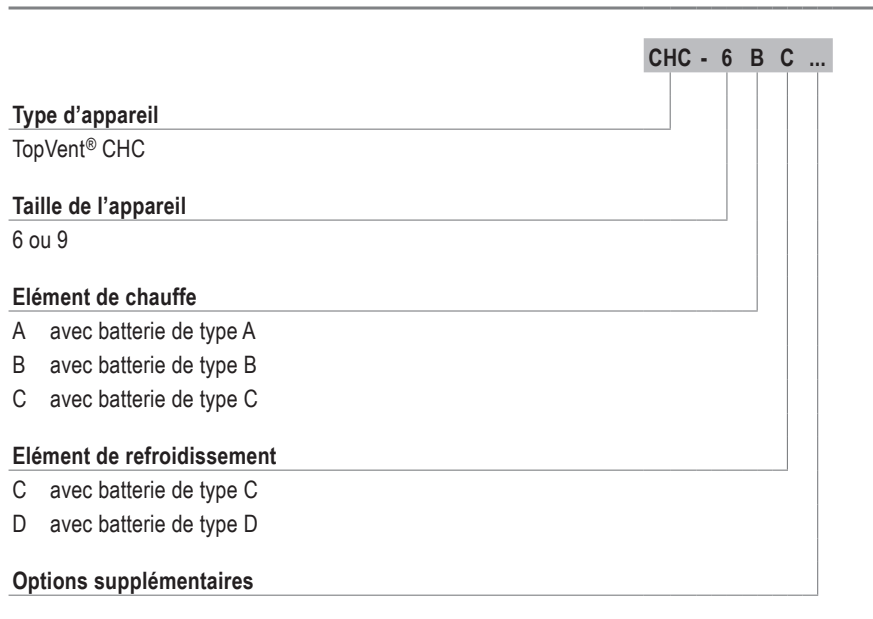 CHC - 6 B C ...
Type d’appareil
TopVent® CHC
Taille de l’appareil
6 ou 9
Elément de chauffe
A avec batterie de type A
B avec batterie de type B
C avec batterie de type C
Elément de refroidissement
C avec batterie de type C
D avec batterie de type D
Options supplémentaires